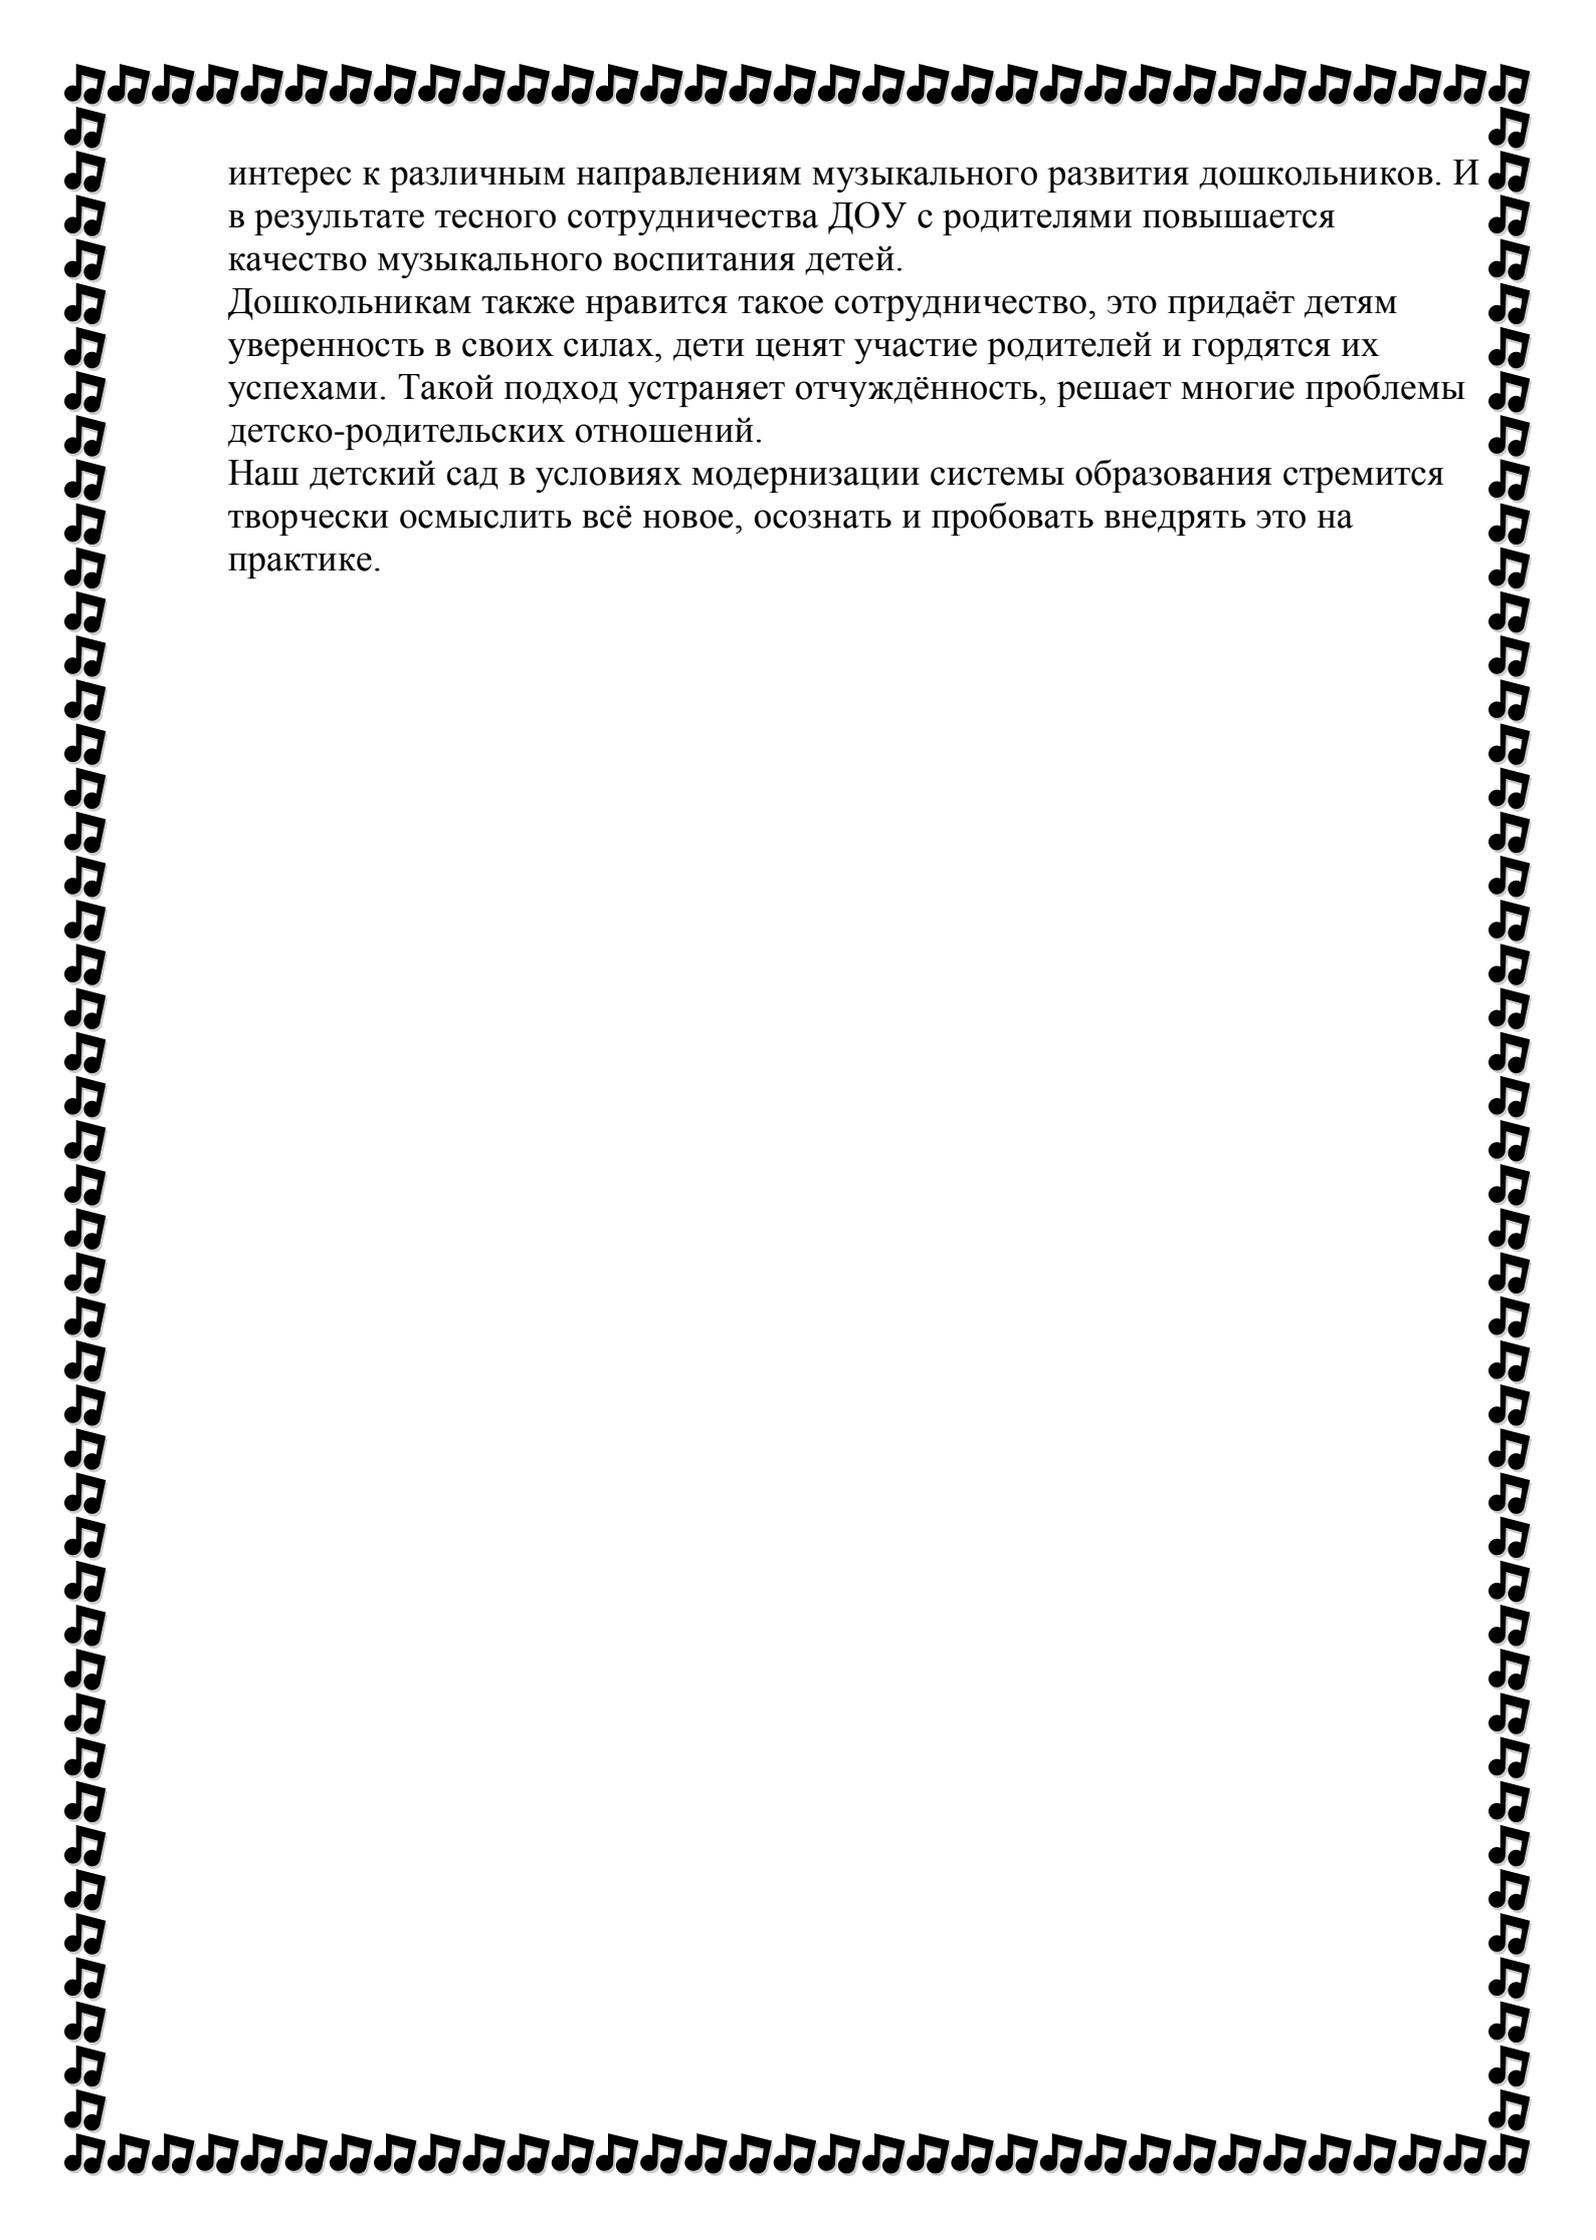 интерес к различным направлениям музыкального развития дошкольников. И
в результате тесного сотрудничества ДОУ с родителями повышается
качество музыкального воспитания детей.
Дошкольникам также нравится такое сотрудничество, это придаёт детям
уверенность в своих силах, дети ценят участие родителей и гордятся их
успехами. Такой подход устраняет отчуждённость, решает многие проблемы
детско-родительских отношений.
Наш детский сад в условиях модернизации системы образования стремится
творчески осмыслить всё новое, осознать и пробовать внедрять это на
практике.